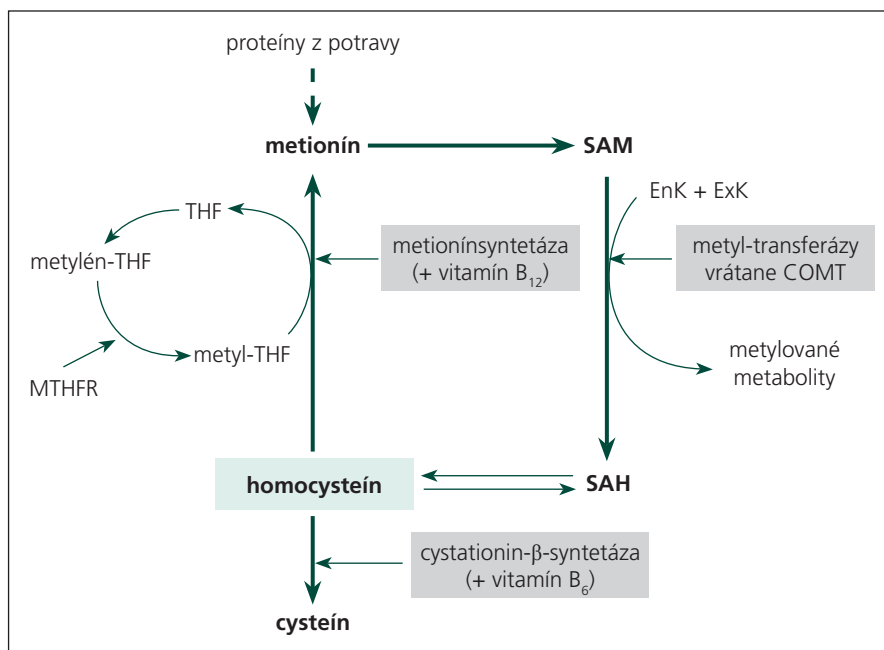 proteíny z potravy
metionín
SAM
EnK + ExK
THF
metionínsyntetáza
(+ vitamín B₁₂)
metyl-transferázy
vrátane COMT
metylén-THF
metyl-THF
MTHFR
metylované
metabolity
homocysteín
SAH
cystationin-β-syntetáza
(+ vitamín B₆)
cysteín